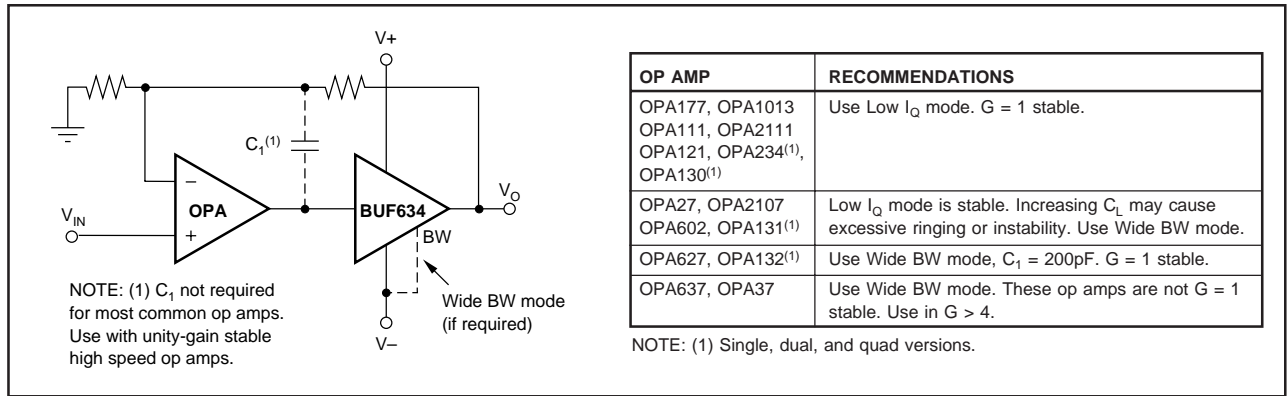 V+
C₁⁽¹⁾
–
OPA
+
V_IN
BUF634
V_O
BW
Wide BW mode
(if required)
V–
NOTE: (1) C₁ not required
for most common op amps.
Use with unity-gain stable
high speed op amps.
OP AMP RECOMMENDATIONS
OPA177, OPA1013 Use Low I_Q mode. G = 1 stable.
OPA111, OPA2111
OPA121, OPA234⁽¹⁾,
OPA130⁽¹⁾
OPA27, OPA2107 Low I_Q mode is stable. Increasing C_L may cause
OPA602, OPA131⁽¹⁾ excessive ringing or instability. Use Wide BW mode.
OPA627, OPA132⁽¹⁾ Use Wide BW mode, C₁ = 200pF. G = 1 stable.
OPA637, OPA37 Use Wide BW mode. These op amps are not G = 1
stable. Use in G > 4.
NOTE: (1) Single, dual, and quad versions.